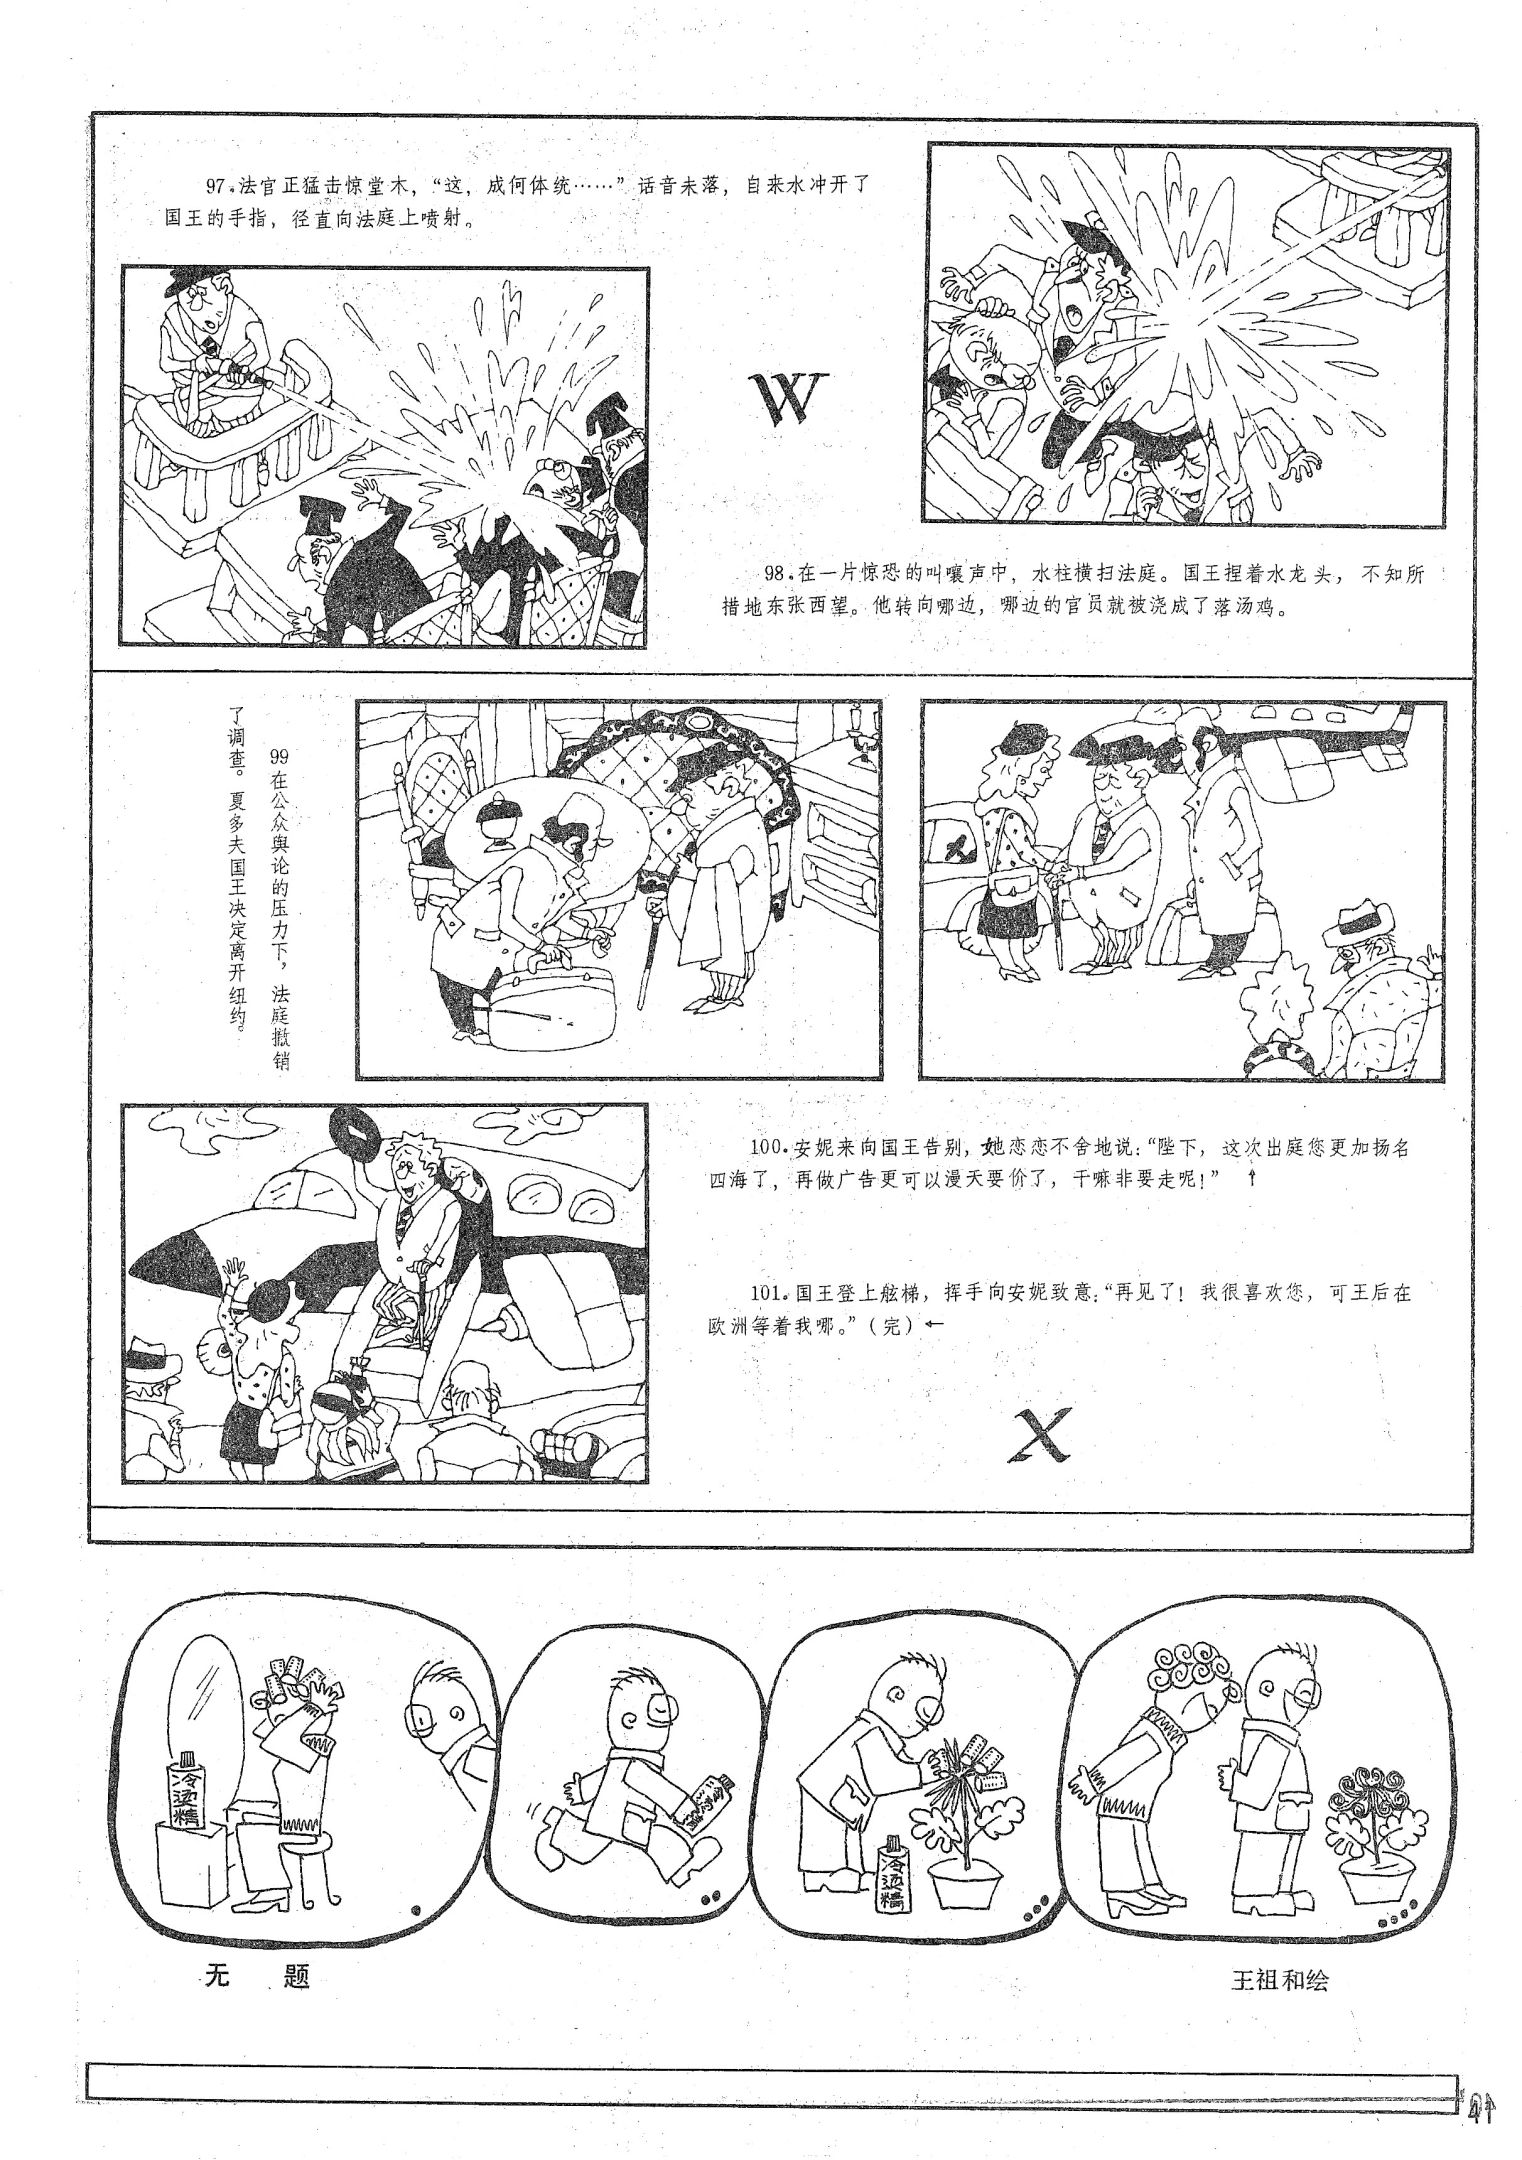 97.法官正猛击惊堂木，“这，成何体统……”话音未落，自来水冲开了
国王的手指，径直向法庭上喷射。
W
98.在一片惊恐的叫嚷声中，水柱横扫法庭。国王捏着水龙头，不知所
措地东张西望。他转向哪边，哪边的官员就被浇成了落汤鸡。
99在公众舆论的压力下，法庭撤销
了调查。夏多夫国王决定离开纽约。
100.安妮来向国王告别，她恋恋不舍地说：“陛下，这次出庭您更加扬名
四海了，再做广告更可以漫天要价了，干嘛非要走呢！” ↑
101.国王登上舷梯，挥手向安妮致意：“再见了！我很喜欢您，可王后在
欧洲等着我哪。”（完）←
X
冷烫精
冷烫精
冷烫精
无 题
王祖和绘